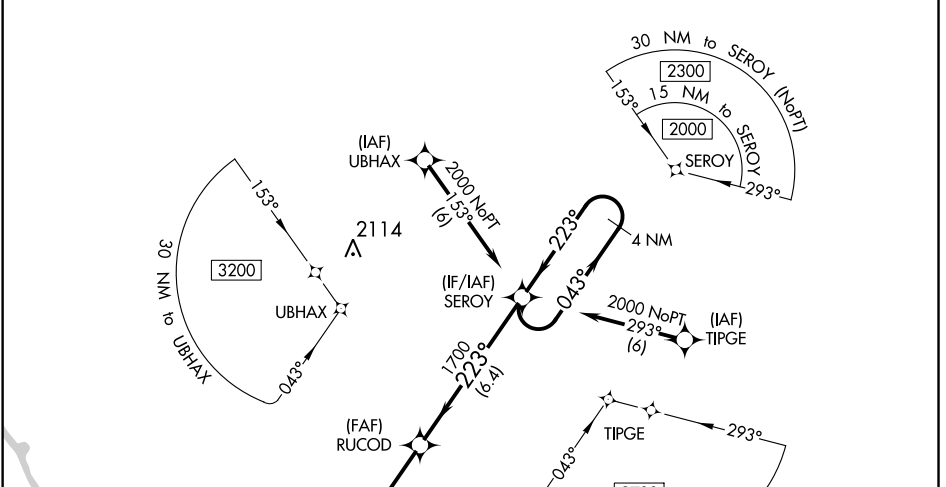 30 NM to SEROY (NoPT)
2300
15 NM to SEROY
2000
153°
SEROY
293°
(IAF)
UBHAX
2000 NoPT
153°
(6)
153°
2114
30 NM to UBHAX
3200
UBHAX
043°
223°
4 NM
043°
(IF/IAF)
SEROY
2000 NoPT
293°
(6)
(IAF)
TIPGE
1700
223°
(6.4)
(FAF)
RUCOD
TIPGE
293°
043°